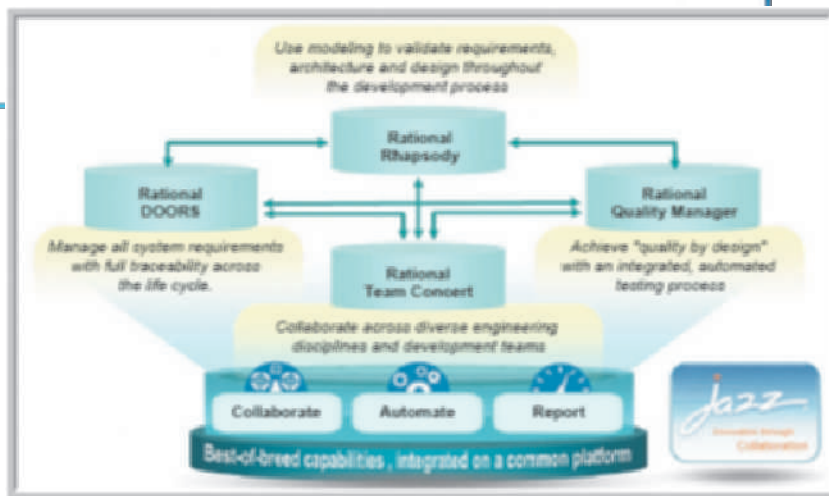 Use modeling to validate requirements,
architecture and design throughout
the development process
Rational
Rhapsody
Rational
DOORS
Rational
Quality Manager
Manage all system requirements
with full traceability across
the life cycle.
Rational
Team Concert
Achieve "quality by design"
with an integrated, automated
testing process
Collaborate across diverse engineering
disciplines and development teams
Collaborate
Automate
Report
Best-of-breed capabilities, integrated on a common platform
jazz
Innovation through
Collaboration